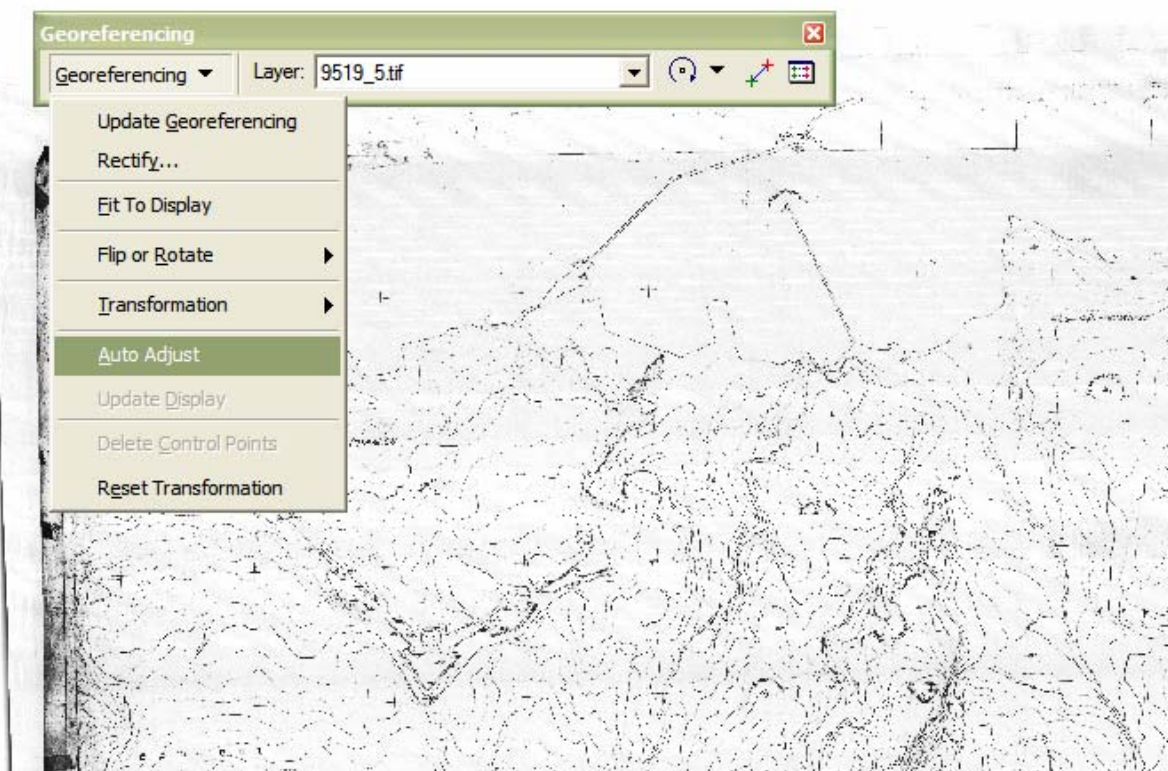 Georeferencing
Georeferencing Layer: 9519_5.tif
Update Georeferencing
Rectify...
Fit To Display
Flip or Rotate
Transformation
Auto Adjust
Update Display
Delete Control Points
Reset Transformation